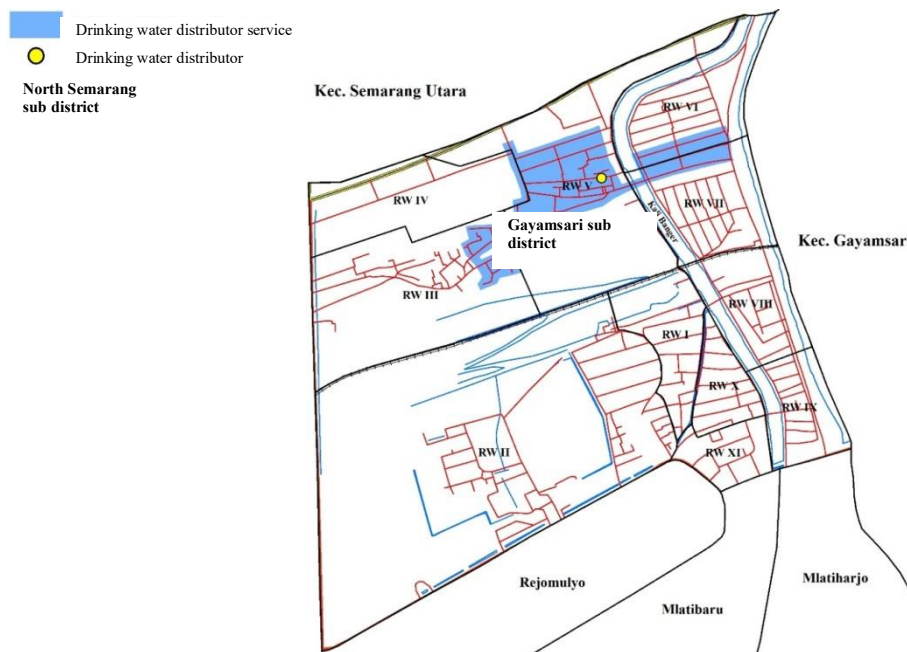 Drinking water distributor service
Drinking water distributor
North Semarang
sub district
Kec. Semarang Utara
RW VI
RW V
RW IV
RW VII
Gayamsari sub
district
Kali Banger
Kec. Gayamsar
RW III
RW VIII
RW I
RW X
RW IX
RW II
RW XI
Rejomulyo
Mlatiharjo
Mlatibaru